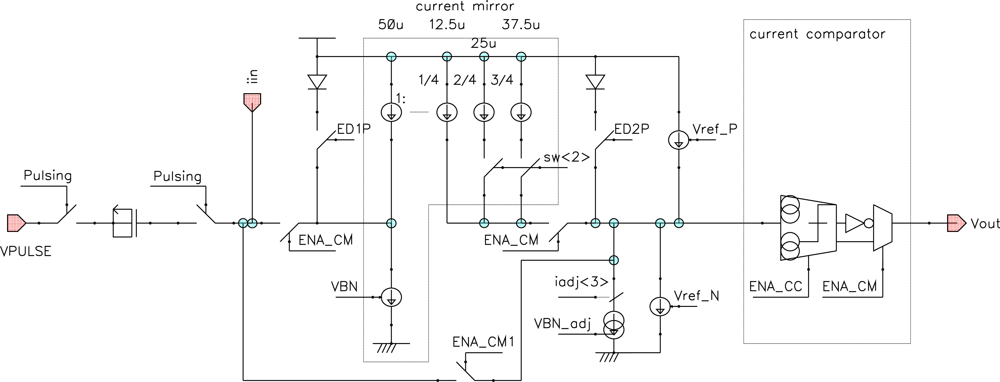 current mirror
50u 12.5u 37.5u
25u
current comparator
in
1/4 2/4 3/4
1:
ED1P
ED2P
Vref_P
sw<2>
Pulsing
Pulsing
VPULSE
ENA_CM
ENA_CM
Vout
VBN
iadj<3>
Vref_N
ENA_CC
ENA_CM
VBN_adj
ENA_CM1